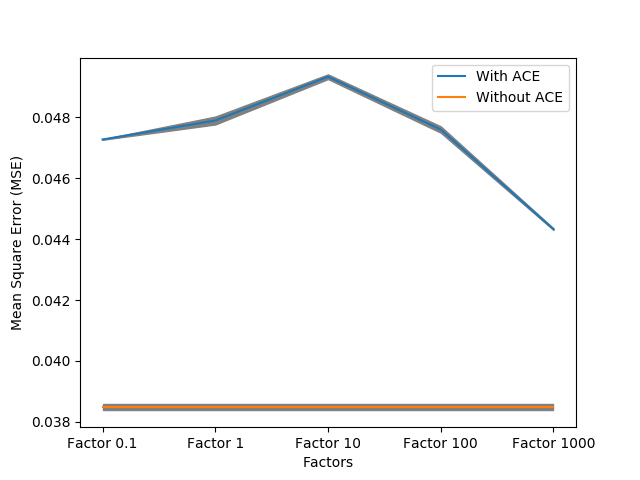 With ACE
Without ACE
0.048
0.046
0.044
0.042
0.040
0.038
Mean Square Error (MSE)
Factor 0.1
Factor 1
Factor 10
Factor 100
Factor 1000
Factors